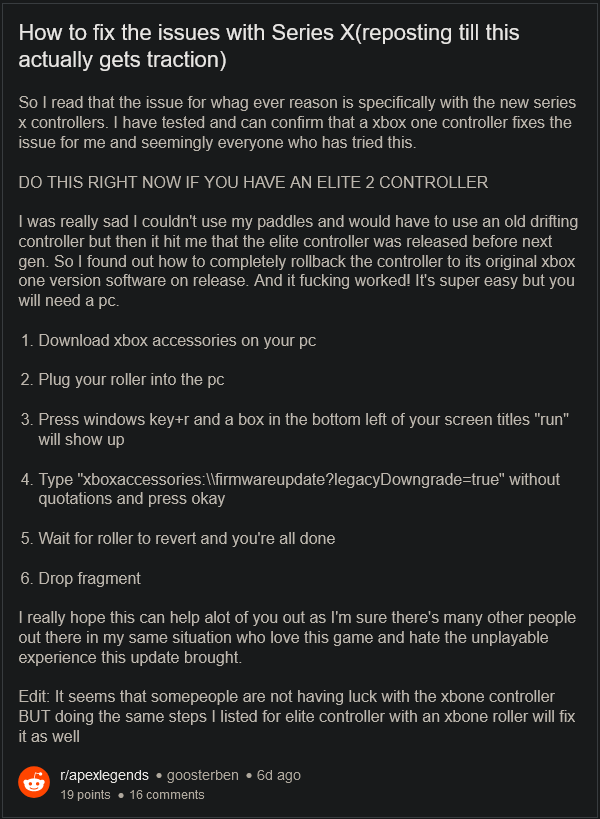 How to fix the issues with Series X(reposting till this
actually gets traction)
So I read that the issue for whag ever reason is specifically with the new series
x controllers. I have tested and can confirm that a xbox one controller fixes the
issue for me and seemingly everyone who has tried this.
DO THIS RIGHT NOW IF YOU HAVE AN ELITE 2 CONTROLLER
I was really sad I couldn't use my paddles and would have to use an old drifting
controller but then it hit me that the elite controller was released before next
gen. So I found out how to completely rollback the controller to its original xbox
one version software on release. And it fucking worked! It's super easy but you
will need a pc.
1. Download xbox accessories on your pc
2. Plug your roller into the pc
3. Press windows key+r and a box in the bottom left of your screen titles "run"
will show up
4. Type "xboxaccessories:\\firmwareupdate?legacyDowngrade=true" without
quotations and press okay
5. Wait for roller to revert and you're all done
6. Drop fragment
I really hope this can help alot of you out as I'm sure there's many other people
out there in my same situation who love this game and hate the unplayable
experience this update brought.
Edit: It seems that somepeople are not having luck with the xbone controller
BUT doing the same steps I listed for elite controller with an xbone roller will fix
it as well
r/apexlegends • goosterben • 6d ago
19 points • 16 comments